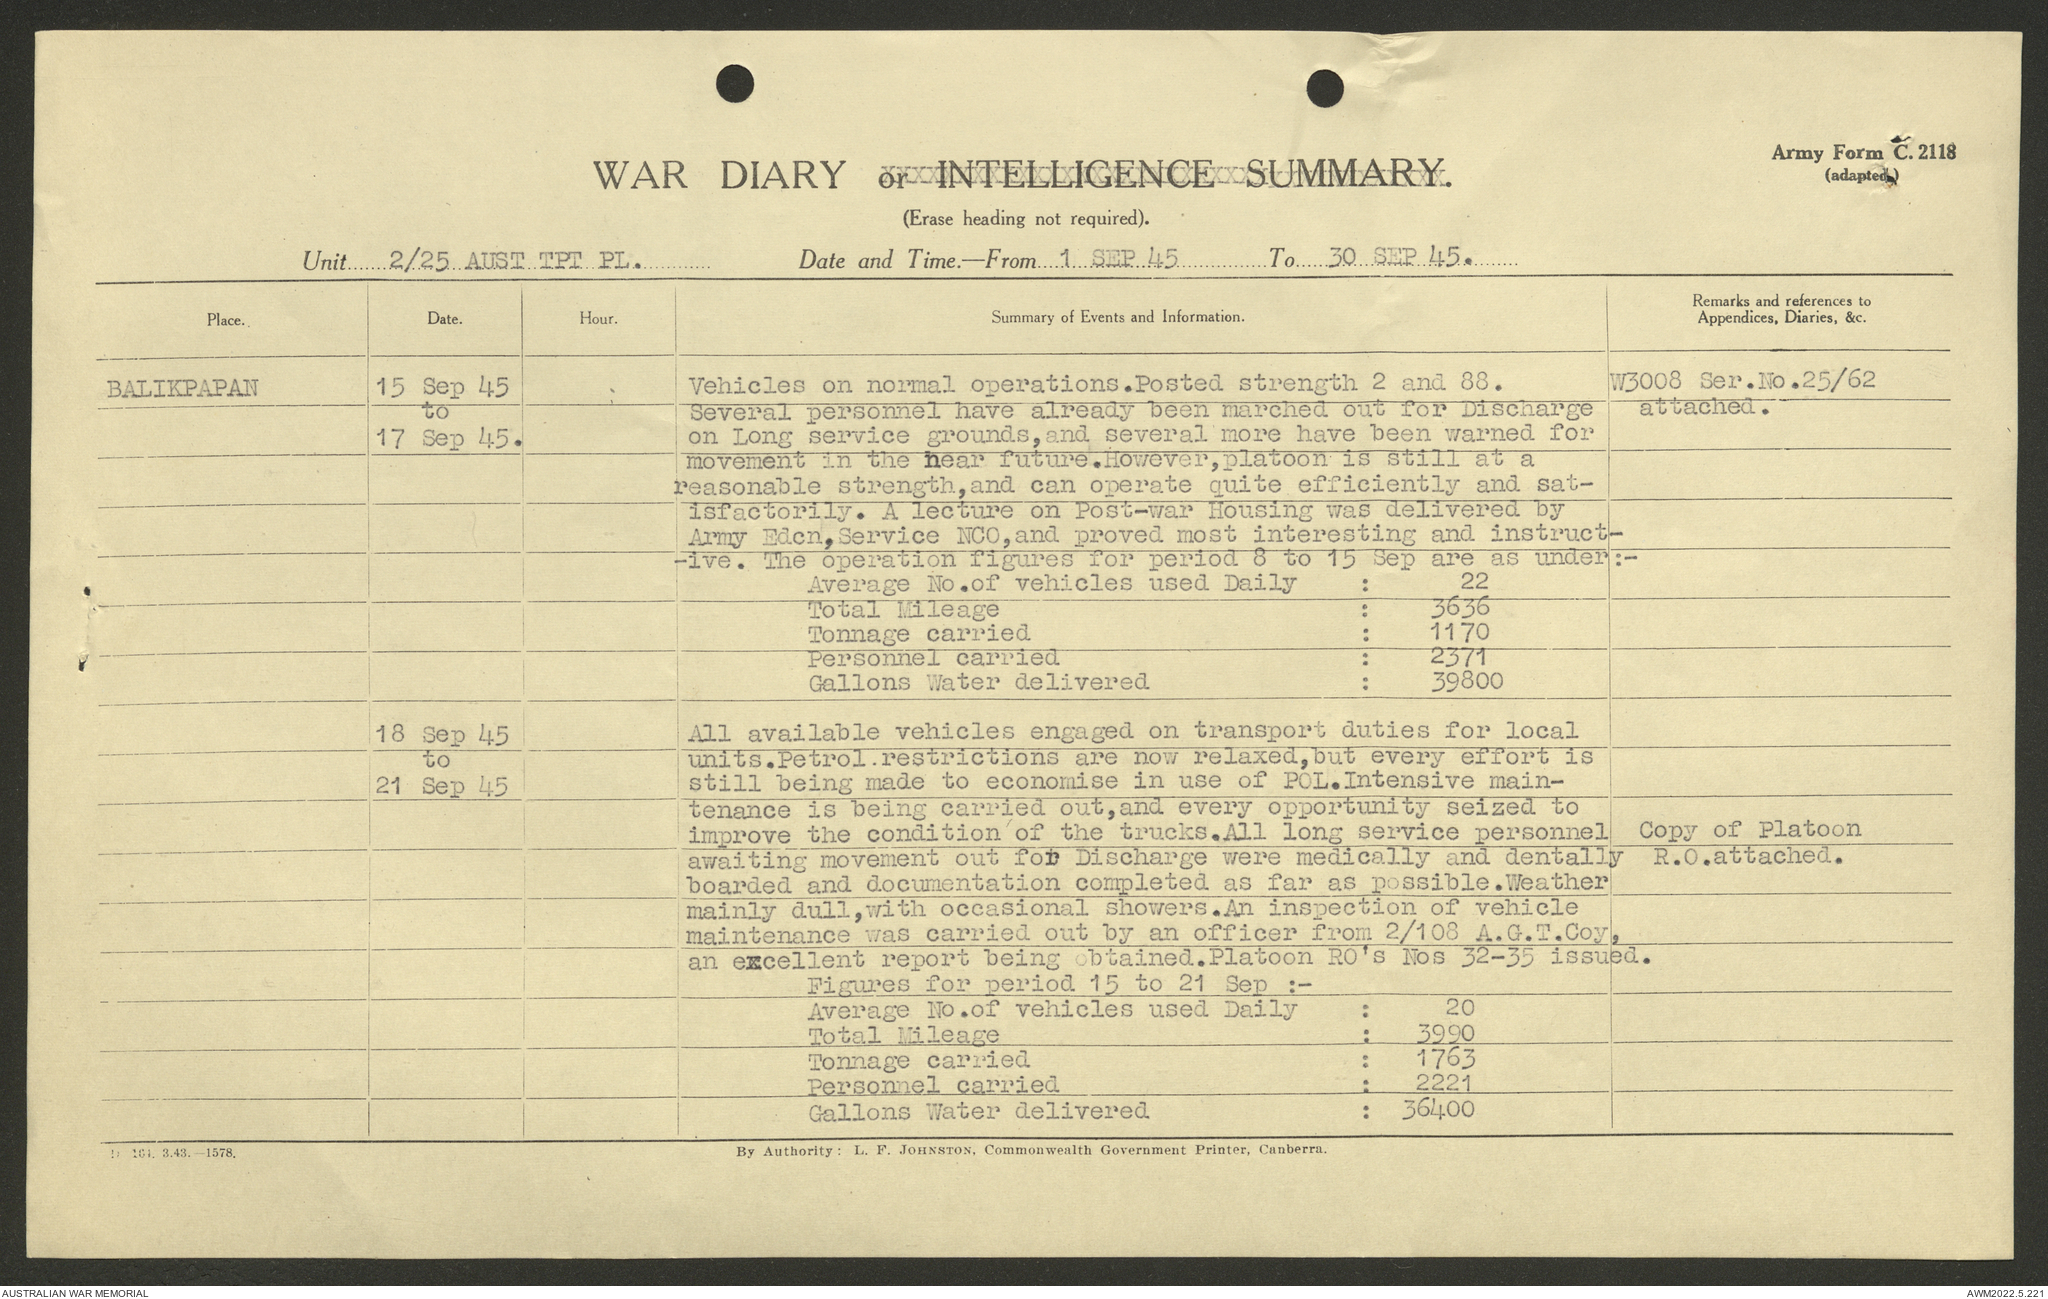 Army Form C. 2118
(adapted)
WAR DIARY or INTELLIGENCE SUMMARY.
(Erase heading not required).
Unit 2/25 AUST TPT PL. Date and Time.—From 1 SEP 45 To 30 SEP 45.
Place. Date. Hour. Summary of Events and Information. Remarks and references to
Appendices, Diaries, &c.
BALIKPAPAN 15 Sep 45 Vehicles on normal operations.Posted strength 2 and 88. W3008 Ser.No.25/62
to Several personnel have already been marched out for Discharge attached.
17 Sep 45. on Long service grounds,and several more have been warned for
movement in the near future.However,platoon is still at a
reasonable strength,and can operate quite efficiently and sat-
isfactorily. A lecture on Post-war Housing was delivered by
Army Edcn,Service NCO,and proved most interesting and instruct-
-ive. The operation figures for period 8 to 15 Sep are as under:-
Average No.of vehicles used Daily : 22
Total Mileage : 3636
Tonnage carried : 1170
Personnel carried : 2371
Gallons Water delivered : 39800
18 Sep 45 All available vehicles engaged on transport duties for local
to units.Petrol.restrictions are now relaxed,but every effort is
21 Sep 45 still being made to economise in use of POL.Intensive main-
tenance is being carried out,and every opportunity seized to
improve the condition of the trucks.All long service personnel Copy of Platoon
awaiting movement out for Discharge were medically and dentally R.O.attached.
boarded and documentation completed as far as possible.Weather
mainly dull,with occasional showers.An inspection of vehicle
maintenance was carried out by an officer from 2/108 A.G.T.Coy,
an excellent report being obtained.Platoon RO's Nos 32-35 issued.
Figures for period 15 to 21 Sep :-
Average No.of vehicles used Daily : 20
Total Mileage : 3990
Tonnage carried : 1763
Personnel carried : 2221
Gallons Water delivered : 36400
3.43.—1578. By Authority: L. F. JOHNSTON, Commonwealth Government Printer, Canberra.
AUSTRALIAN WAR MEMORIAL AWM2022.5.221